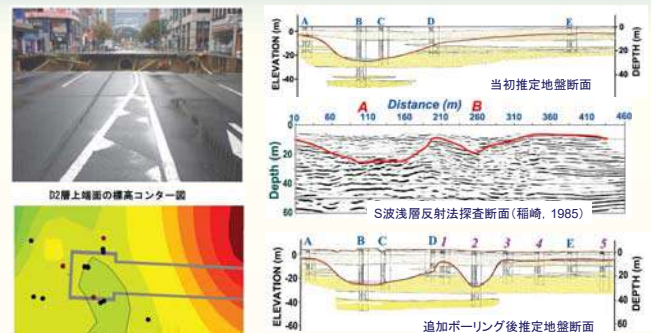 D2層上端面の標高コンター図
A B C D E
ELEVATION (m)
0
-20
-40
DEPTH (m)
0
20
40
当初推定地盤断面
A Distance (m) B
10 60 110 160 210 260 310 360 410 460
Depth (m)
0
20
40
60
S波浅層反射法探査断面(稲崎, 1985)
A B C D 1 2 3 4 E 5
ELEVATION (m)
0
-20
-40
-60
DEPTH (m)
0
20
40
60
追加ボーリング後推定地盤断面